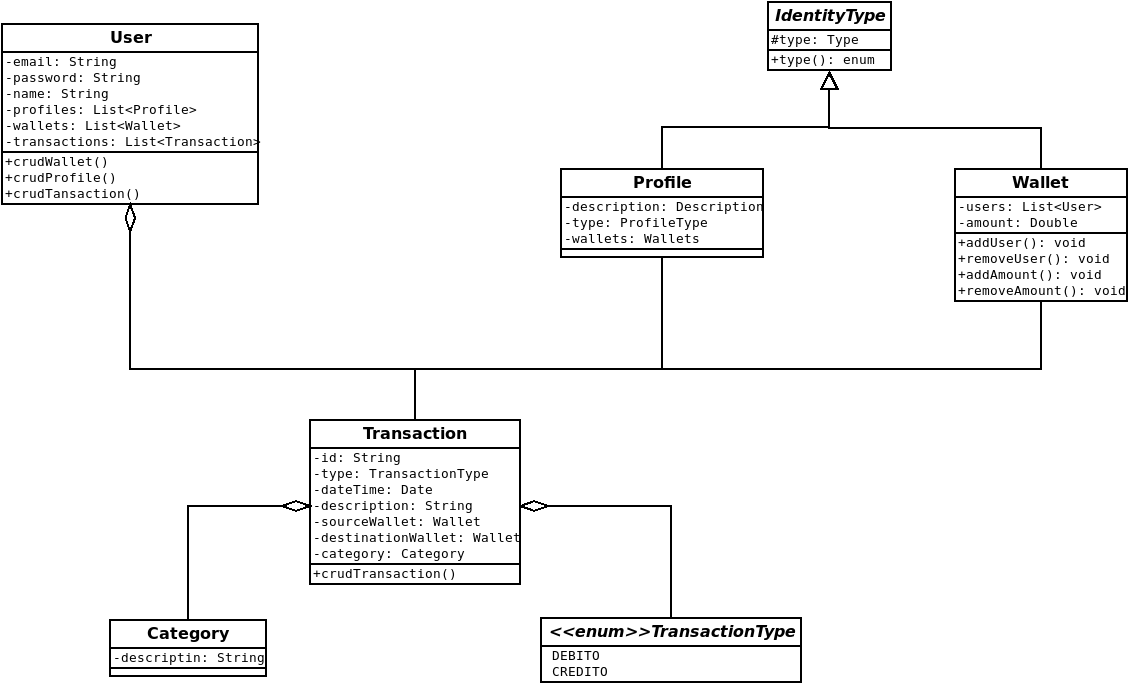 User
-email: String
-password: String
-name: String
-profiles: List<Profile>
-wallets: List<Wallet>
-transactions: List<Transaction>
+crudWallet()
+crudProfile()
+crudTansaction()
IdentityType
#type: Type
+type(): enum
Profile
-description: Description
-type: ProfileType
-wallets: Wallets
Wallet
-users: List<User>
-amount: Double
+addUser(): void
+removeUser(): void
+addAmount(): void
+removeAmount(): void
Transaction
-id: String
-type: TransactionType
-dateTime: Date
-description: String
-sourceWallet: Wallet
-destinationWallet: Wallet
-category: Category
+crudTransaction()
Category
-descriptin: String
<<enum>>TransactionType
DEBITO
CREDITO